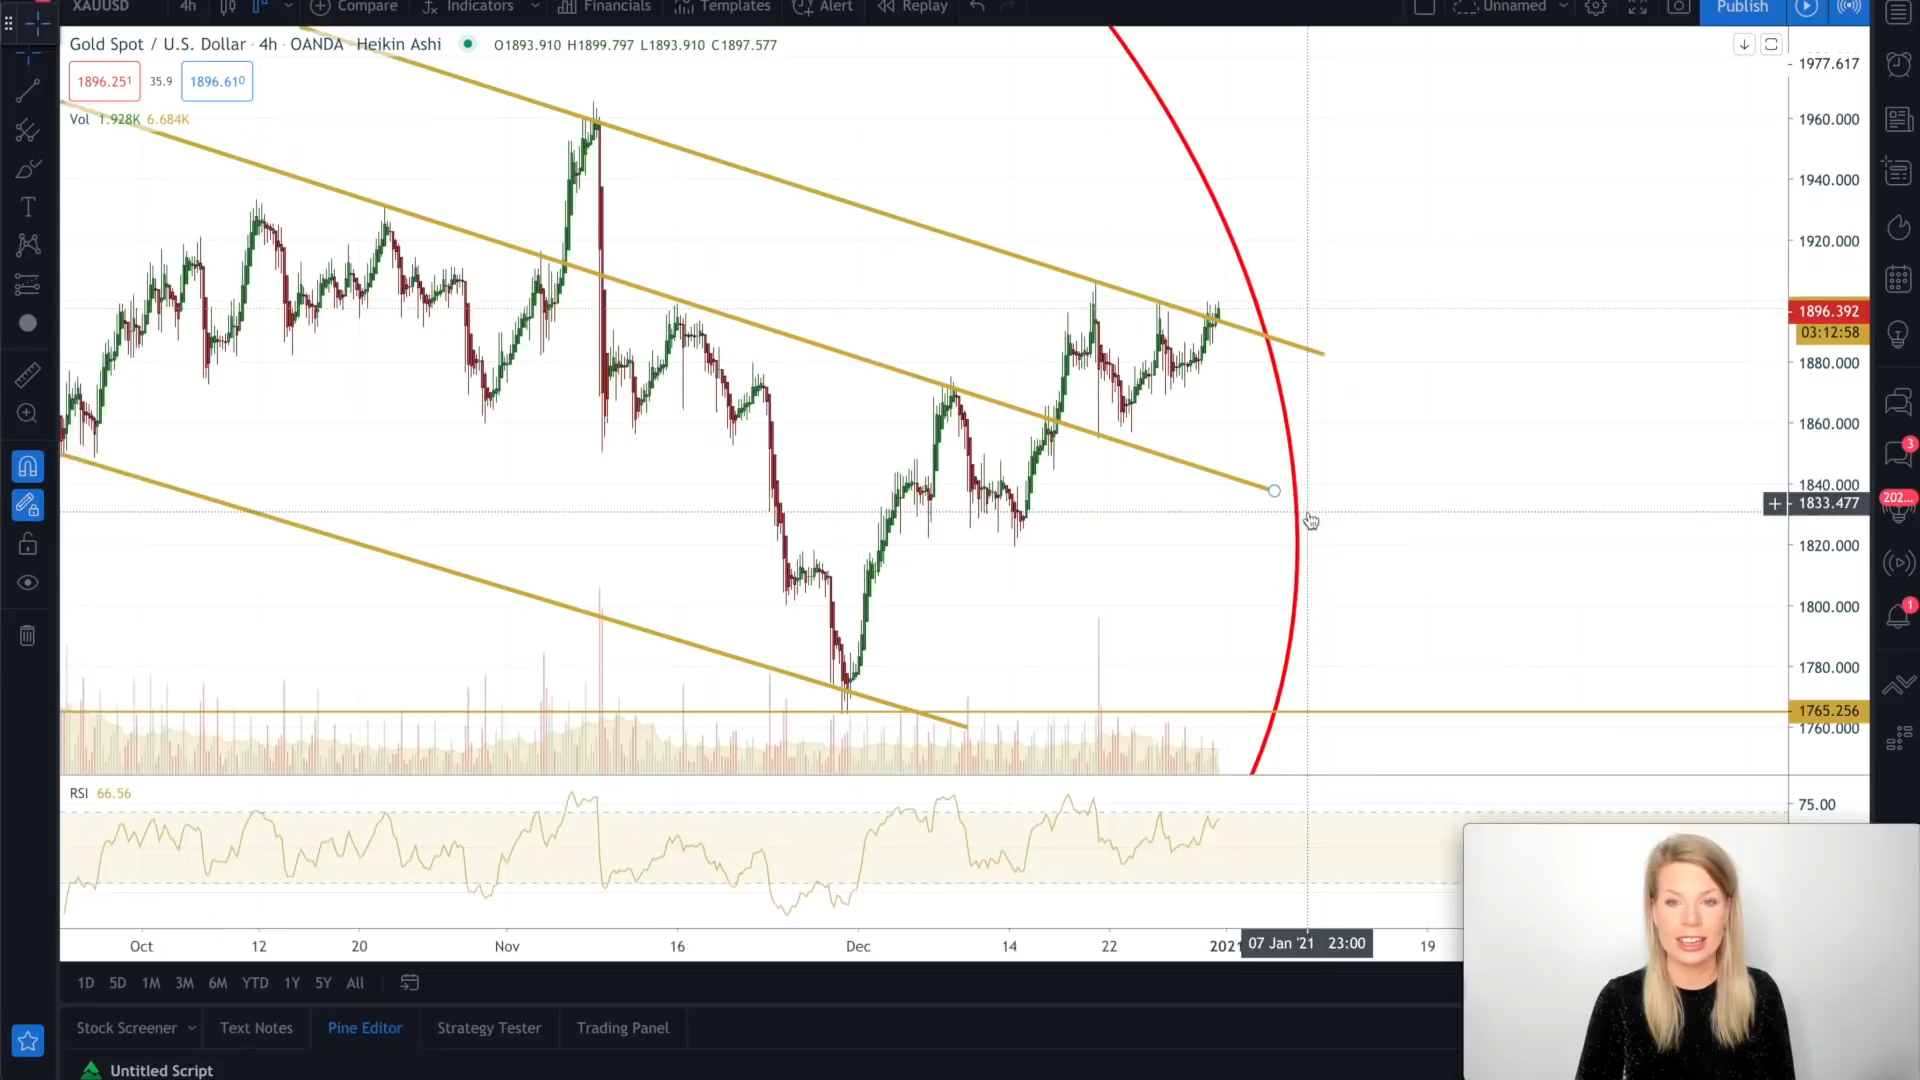 XAUUSD 4h Compare Indicators Financials Templates Alert Replay Unnamed Publish
Gold Spot / U.S. Dollar · 4h · OANDA · Heikin Ashi O1893.910 H1899.797 L1893.910 C1897.577
1896.251 35.9 1896.610
Vol 1.928K 6.684K
1977.617
1960.000
1940.000
1920.000
1896.392
03:12:58
1880.000
1860.000
1840.000
1833.477
1820.000
1800.000
1780.000
1765.256
1760.000
3
202...
1
RSI 66.56
75.00
Oct 12 20 Nov 16 Dec 14 22 2021 07 Jan '21 23:00 19
1D 5D 1M 3M 6M YTD 1Y 5Y All
Stock Screener Text Notes Pine Editor Strategy Tester Trading Panel
Untitled Script